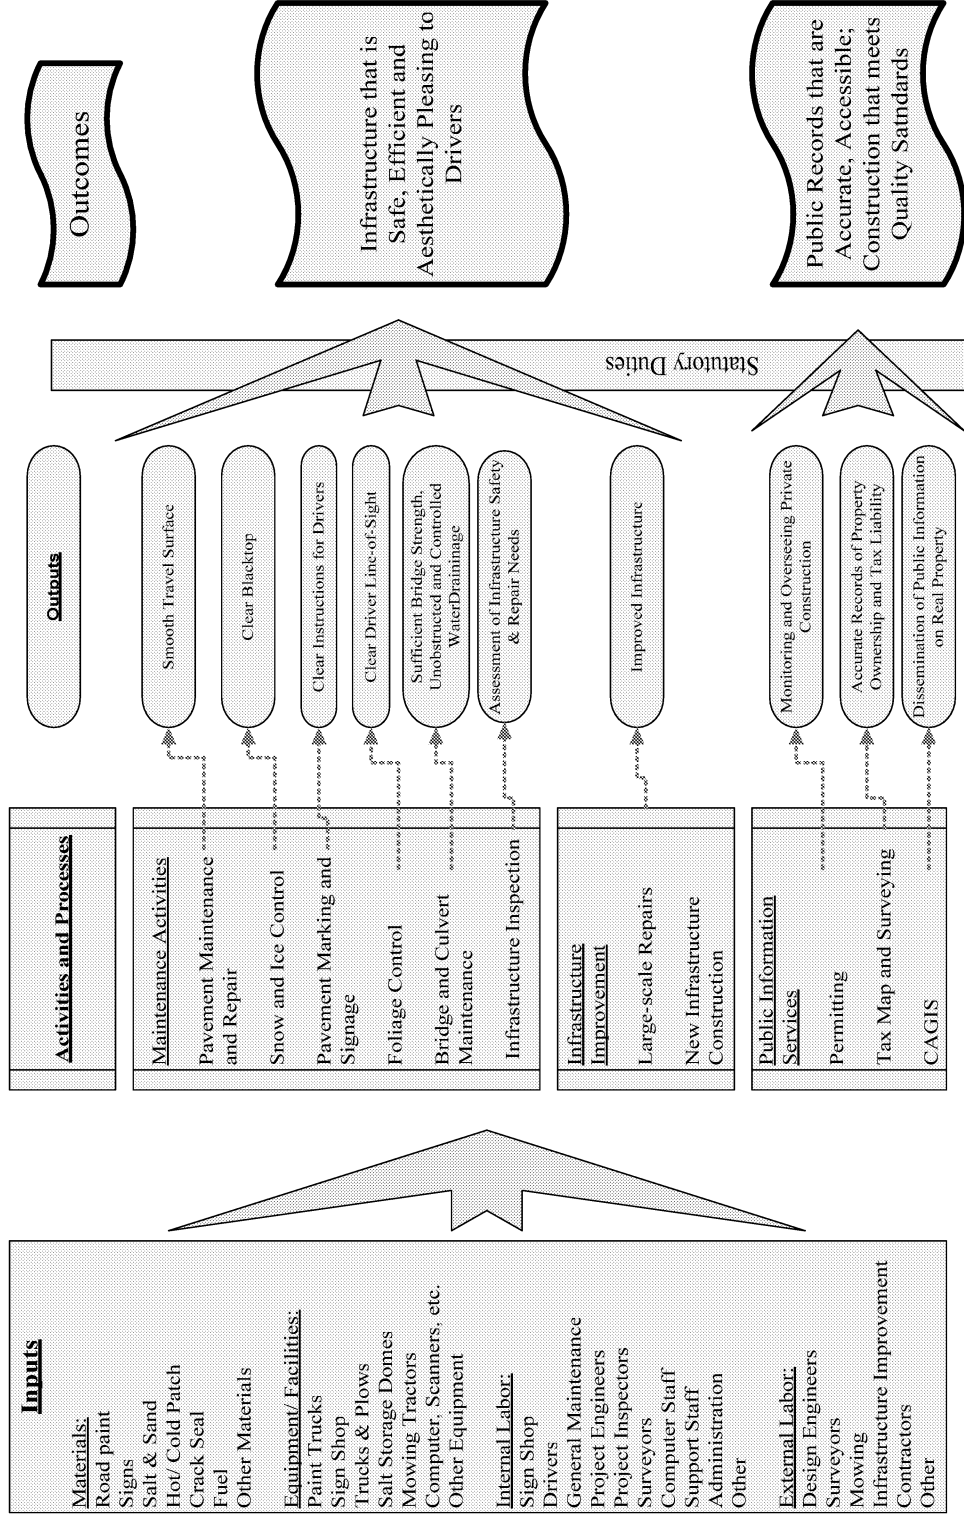 Inputs
Materials:
Road paint
Signs
Salt & Sand
Hot/ Cold Patch
Crack Seal
Fuel
Other Materials
Equipment/ Facilities:
Paint Trucks
Sign Shop
Trucks & Plows
Salt Storage Domes
Mowing Tractors
Computer, Scanners, etc.
Other Equipment
Internal Labor:
Sign Shop
Drivers
General Maintenance
Project Engineers
Project Inspectors
Surveyors
Computer Staff
Support Staff
Administration
Other
External Labor:
Design Engineers
Surveyors
Mowing
Infrastructure Improvement
Contractors
Other
Activities and Processes
Maintenance Activities
Pavement Maintenance
and Repair
Snow and Ice Control
Pavement Marking and
Signage
Foliage Control
Bridge and Culvert
Maintenance
Infrastructure Inspection
Infrastructure
Improvement
Large-scale Repairs
New Infrastructure
Construction
Public Information
Services
Permitting
Tax Map and Surveying
CAGIS
Outputs
Smooth Travel Surface
Clear Blacktop
Clear Instructions for Drivers
Clear Driver Line-of-Sight
Sufficient Bridge Strength,
Unobstructed and Controlled
WaterDraininage
Assessment of Infrastructure Safety
& Repair Needs
Improved Infrastructure
Monitoring and Overseeing Private
Construction
Accurate Records of Property
Ownership and Tax Liability
Dissemination of Public Information
on Real Property
Statutory Duties
Outcomes
Infrastructure that is
Safe, Efficient and
Aesthetically Pleasing to
Drivers
Public Records that are
Accurate, Accessible;
Construction that meets
Quality Satndards